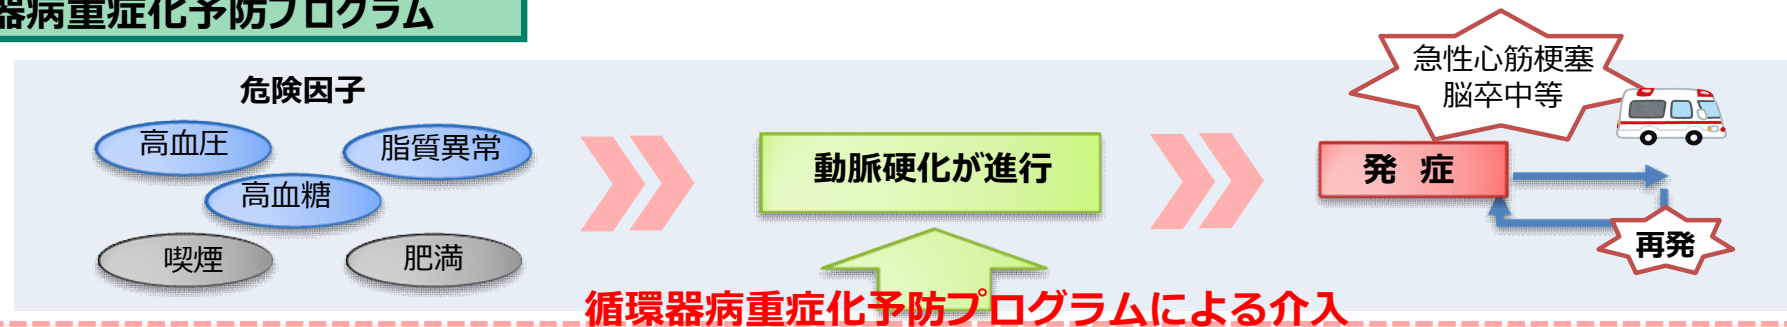 器病重症化予防プログラム
危険因子
高血圧
脂質異常
高血糖
喫煙
肥満
動脈硬化が進行
急性心筋梗塞
脳卒中等
発 症
再発
循環器病重症化予防プログラムによる介入